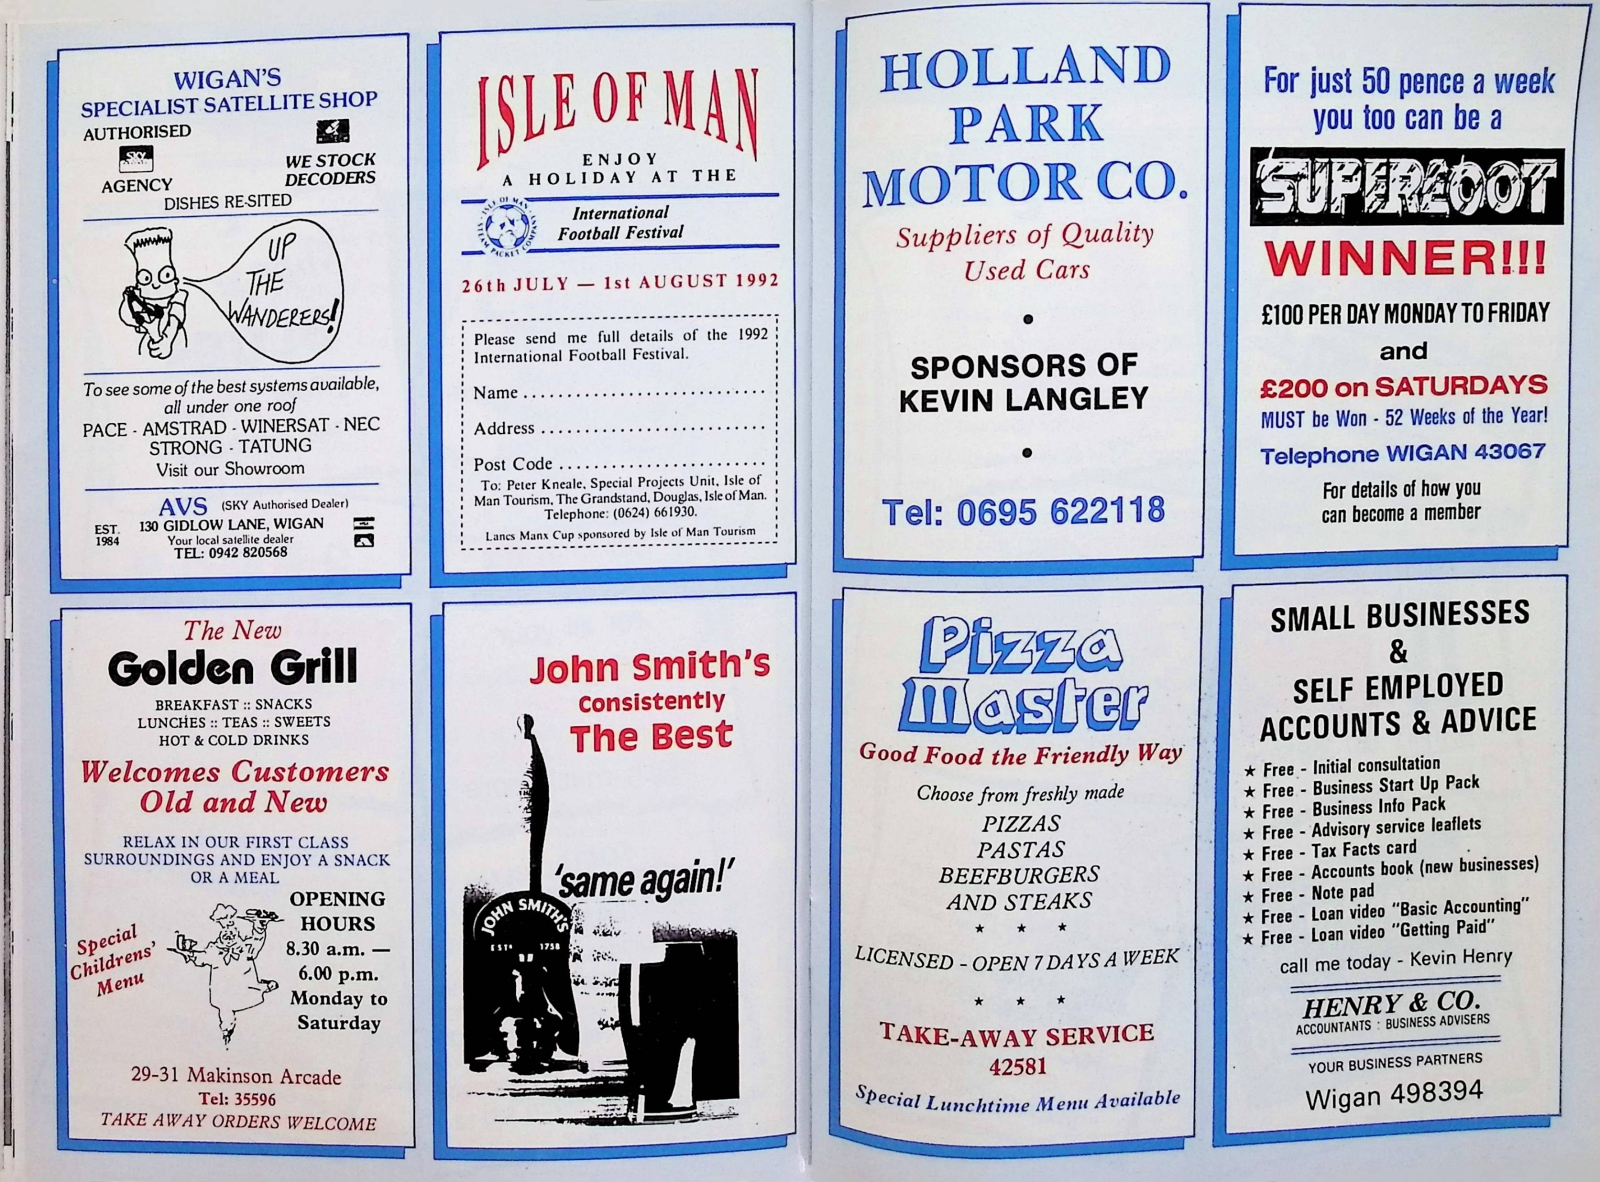 WIGAN'S
SPECIALIST SATELLITE SHOP
AUTHORISED
SKY
AGENCY
WE STOCK
DECODERS
DISHES RE-SITED
UP
THE
WANDERERS!
To see some of the best systems available,
all under one roof
PACE - AMSTRAD - WINERSAT - NEC
STRONG - TATUNG
Visit our Showroom
AVS (SKY Authorised Dealer)
EST. 1984
130 GIDLOW LANE, WIGAN
Your local satellite dealer
TEL: 0942 820568
ISLE OF MAN
ENJOY
A HOLIDAY AT THE
ISLE OF MAN
STEAM PACKET COMPANY
International
Football Festival
26th JULY — 1st AUGUST 1992
Please send me full details of the 1992
International Football Festival.
Name ..............................
Address ............................
Post Code ..........................
To: Peter Kneale, Special Projects Unit, Isle of
Man Tourism, The Grandstand, Douglas, Isle of Man.
Telephone: (0624) 661930.
Lancs Manx Cup sponsored by Isle of Man Tourism
HOLLAND
PARK
MOTOR CO.
Suppliers of Quality
Used Cars
•
SPONSORS OF
KEVIN LANGLEY
•
Tel: 0695 622118
For just 50 pence a week
you too can be a
SUPERFOOT
WINNER!!!
£100 PER DAY MONDAY TO FRIDAY
and
£200 on SATURDAYS
MUST be Won - 52 Weeks of the Year!
Telephone WIGAN 43067
For details of how you
can become a member
The New
Golden Grill
BREAKFAST :: SNACKS
LUNCHES :: TEAS :: SWEETS
HOT & COLD DRINKS
Welcomes Customers
Old and New
RELAX IN OUR FIRST CLASS
SURROUNDINGS AND ENJOY A SNACK
OR A MEAL
Special
Childrens'
Menu
OPENING
HOURS
8.30 a.m. —
6.00 p.m.
Monday to
Saturday
29-31 Makinson Arcade
Tel: 35596
TAKE AWAY ORDERS WELCOME
John Smith's
Consistently
The Best
'same again!'
JOHN SMITH'S
ESTD 1758
Pizza
Master
Good Food the Friendly Way
Choose from freshly made
PIZZAS
PASTAS
BEEFBURGERS
AND STEAKS
★ ★ ★
LICENSED - OPEN 7 DAYS A WEEK
★ ★ ★
TAKE-AWAY SERVICE
42581
Special Lunchtime Menu Available
SMALL BUSINESSES
&
SELF EMPLOYED
ACCOUNTS & ADVICE
★ Free - Initial consultation
★ Free - Business Start Up Pack
★ Free - Business Info Pack
★ Free - Advisory service leaflets
★ Free - Tax Facts card
★ Free - Accounts book (new businesses)
★ Free - Note pad
★ Free - Loan video "Basic Accounting"
★ Free - Loan video "Getting Paid"
call me today - Kevin Henry
HENRY & CO.
ACCOUNTANTS : BUSINESS ADVISERS
YOUR BUSINESS PARTNERS
Wigan 498394